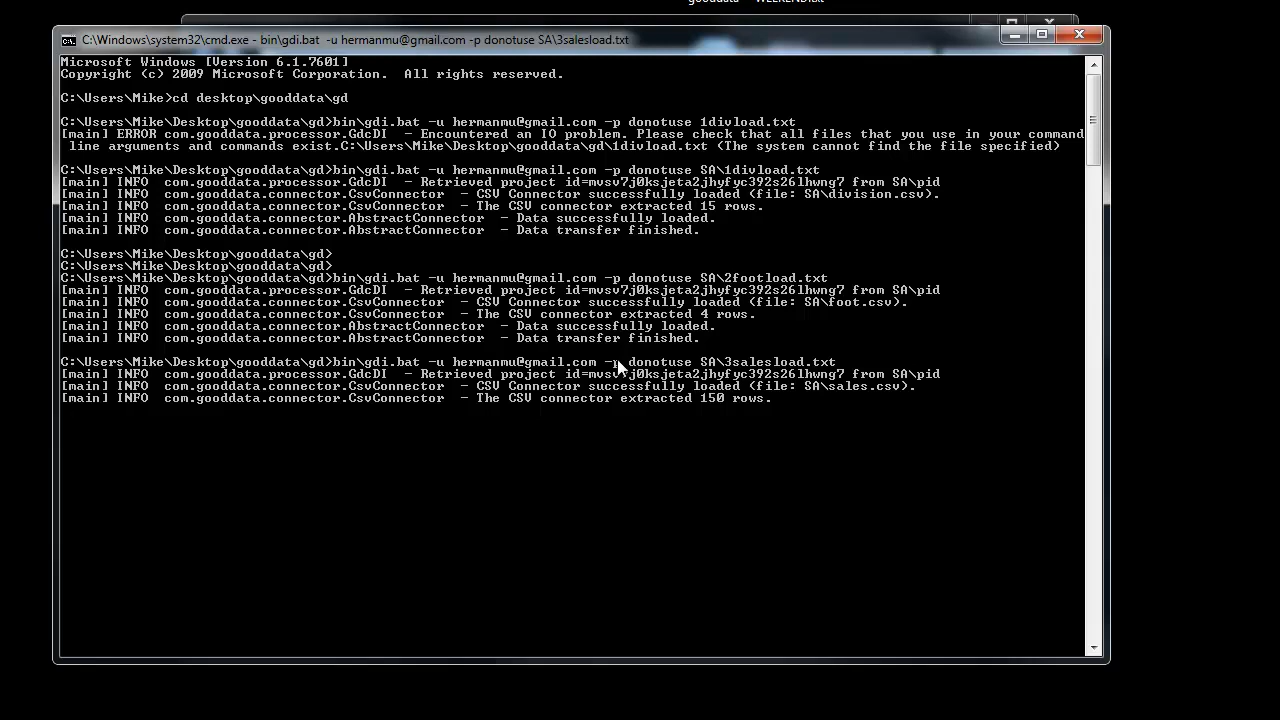 C:\Windows\system32\cmd.exe - bin\gdi.bat -u hermanmu@gmail.com -p donotuse SA\3salesload.txt
Microsoft Windows [Version 6.1.7601]
Copyright (c) 2009 Microsoft Corporation.  All rights reserved.
C:\Users\Mike>cd desktop\gooddata\gd
C:\Users\Mike\Desktop\gooddata\gd>bin\gdi.bat -u hermanmu@gmail.com -p donotuse 1divload.txt
[main] ERROR com.gooddata.processor.GdcDI  - Encountered an IO problem. Please check that all files that you use in your command
line arguments and commands exist.C:\Users\Mike\Desktop\gooddata\gd\1divload.txt (The system cannot find the file specified)
C:\Users\Mike\Desktop\gooddata\gd>bin\gdi.bat -u hermanmu@gmail.com -p donotuse SA\1divload.txt
[main] INFO  com.gooddata.processor.GdcDI  - Retrieved project id=mvsv7j0ksjeta2jhyfyc392s26lhwng7 from SA\pid
[main] INFO  com.gooddata.connector.CsvConnector  - CSV Connector successfully loaded (file: SA\division.csv).
[main] INFO  com.gooddata.connector.CsvConnector  - The CSV connector extracted 15 rows.
[main] INFO  com.gooddata.connector.AbstractConnector  - Data successfully loaded.
[main] INFO  com.gooddata.connector.AbstractConnector  - Data transfer finished.
C:\Users\Mike\Desktop\gooddata\gd>
C:\Users\Mike\Desktop\gooddata\gd>
C:\Users\Mike\Desktop\gooddata\gd>bin\gdi.bat -u hermanmu@gmail.com -p donotuse SA\2footload.txt
[main] INFO  com.gooddata.processor.GdcDI  - Retrieved project id=mvsv7j0ksjeta2jhyfyc392s26lhwng7 from SA\pid
[main] INFO  com.gooddata.connector.CsvConnector  - CSV Connector successfully loaded (file: SA\foot.csv).
[main] INFO  com.gooddata.connector.CsvConnector  - The CSV connector extracted 4 rows.
[main] INFO  com.gooddata.connector.AbstractConnector  - Data successfully loaded.
[main] INFO  com.gooddata.connector.AbstractConnector  - Data transfer finished.
C:\Users\Mike\Desktop\gooddata\gd>bin\gdi.bat -u hermanmu@gmail.com -p donotuse SA\3salesload.txt
[main] INFO  com.gooddata.processor.GdcDI  - Retrieved project id=mvsv7j0ksjeta2jhyfyc392s26lhwng7 from SA\pid
[main] INFO  com.gooddata.connector.CsvConnector  - CSV Connector successfully loaded (file: SA\sales.csv).
[main] INFO  com.gooddata.connector.CsvConnector  - The CSV connector extracted 150 rows.